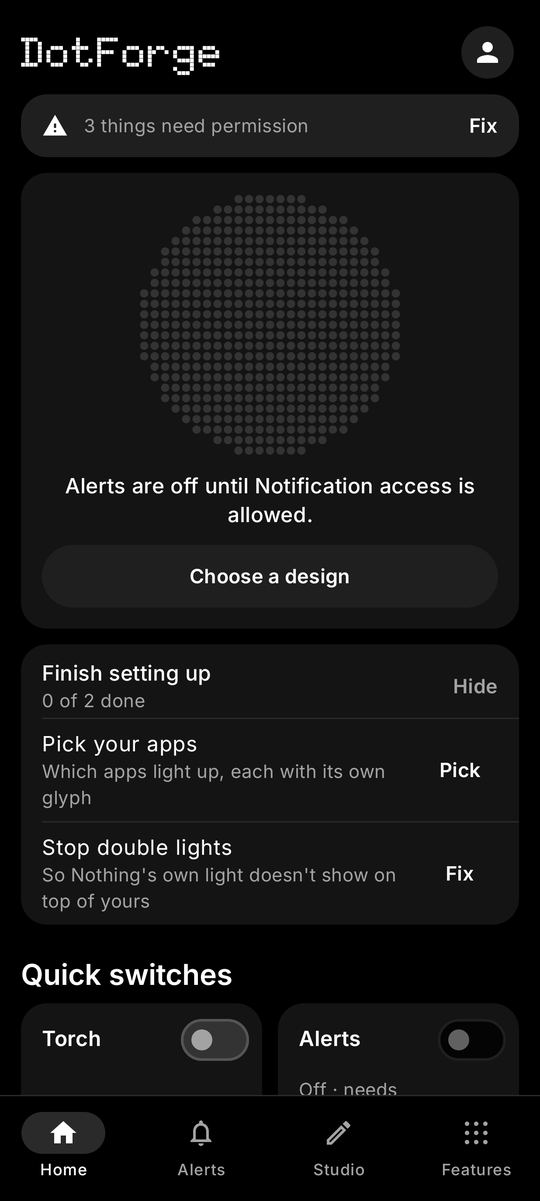 DotForge
3 things need permission
Fix
Alerts are off until Notification access is
allowed.
Choose a design
Finish setting up
0 of 2 done
Hide
Pick your apps
Which apps light up, each with its own
glyph
Pick
Stop double lights
So Nothing's own light doesn't show on
top of yours
Fix
Quick switches
Torch
Alerts
Off · needs
Home
Alerts
Studio
Features